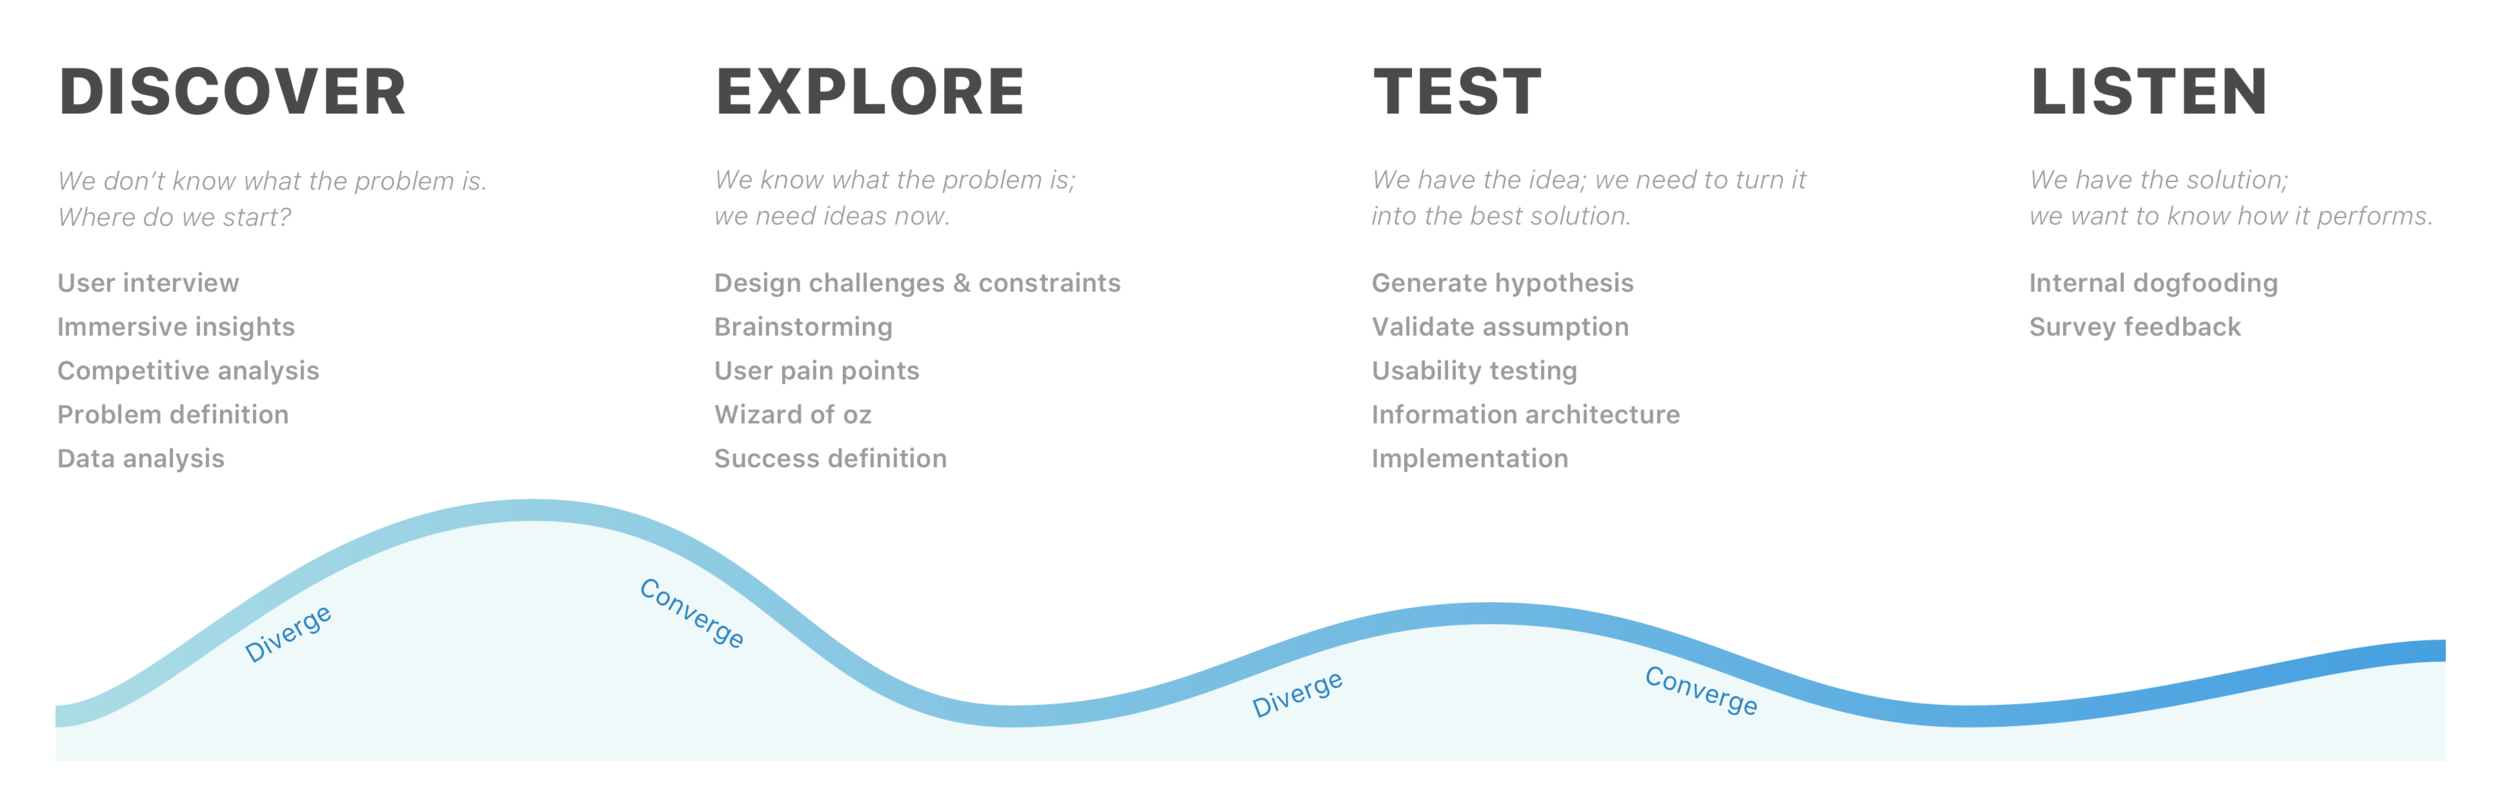 DISCOVER
We don’t know what the problem is.
Where do we start?
User interview
Immersive insights
Competitive analysis
Problem definition
Data analysis
EXPLORE
We know what the problem is;
we need ideas now.
Design challenges & constraints
Brainstorming
User pain points
Wizard of oz
Success definition
TEST
We have the idea; we need to turn it
into the best solution.
Generate hypothesis
Validate assumption
Usability testing
Information architecture
Implementation
LISTEN
We have the solution;
we want to know how it performs.
Internal dogfooding
Survey feedback
Diverge
Converge
Diverge
Converge